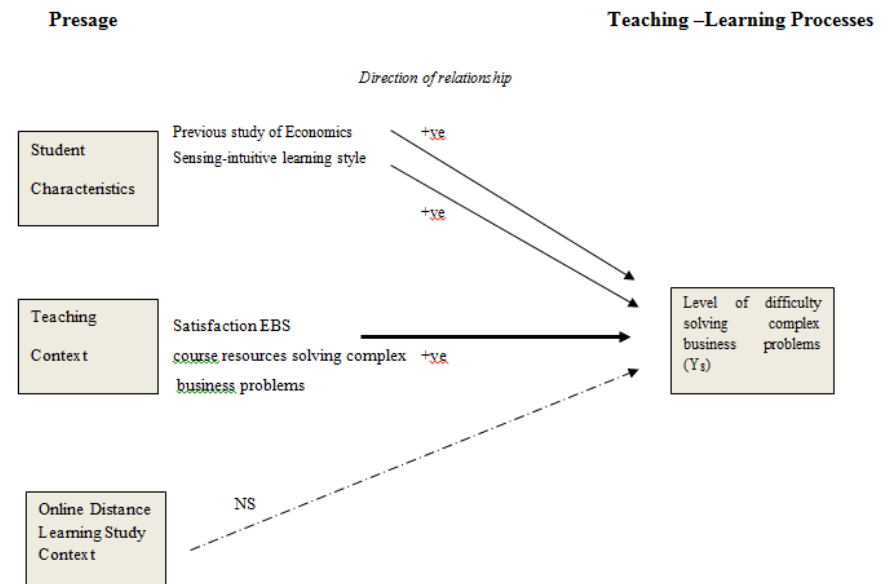 Presage
Teaching –Learning Processes
Direction of relationship
Previous study of Economics +ve
Sensing-intuitive learning style
Student
Characteristics
+ve
Teaching
Context
Satisfaction EBS
course resources solving complex +ve
business problems
Level of difficulty
solving complex
business problems
(Y₈)
Online Distance
Learning Study
Context
NS